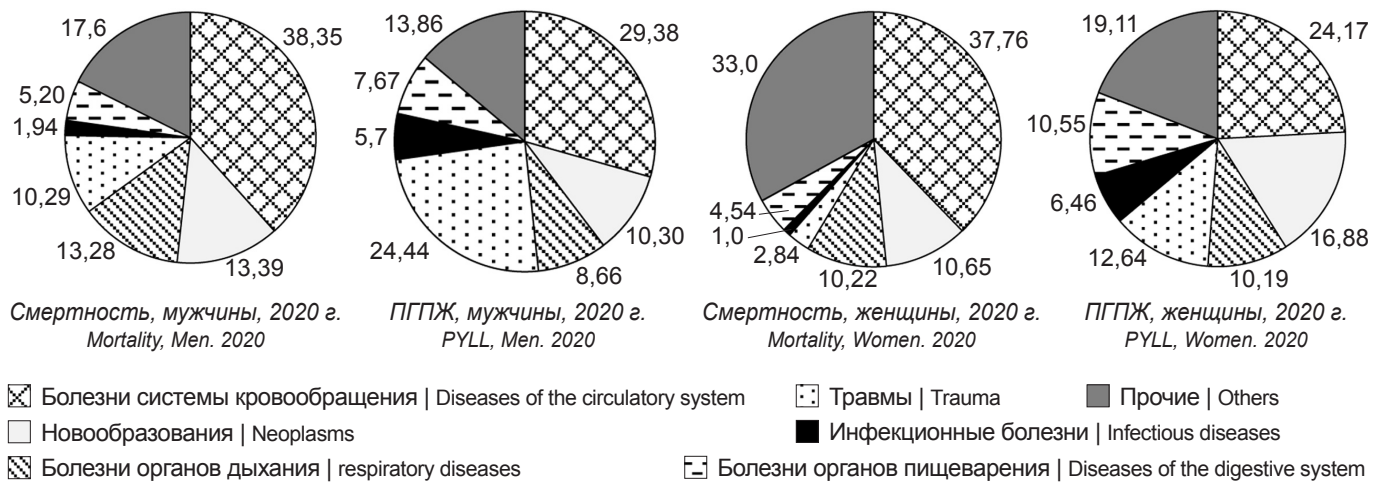 17,6
38,35
5,20
1,94
10,29
13,28
13,39
Смертность, мужчины, 2020 г.
Mortality, Men. 2020
13,86
29,38
7,67
5,7
24,44
8,66
10,30
ПГПЖ, мужчины, 2020 г.
PYLL, Men. 2020
33,0
37,76
4,54
1,0
2,84
10,22
10,65
Смертность, женщины, 2020 г.
Mortality, Women. 2020
19,11
24,17
10,55
6,46
12,64
10,19
16,88
ПГПЖ, женщины, 2020 г.
PYLL, Women. 2020
Болезни системы кровообращения | Diseases of the circulatory system
Травмы | Trauma
Прочие | Others
Новообразования | Neoplasms
Инфекционные болезни | Infectious diseases
Болезни органов дыхания | respiratory diseases
Болезни органов пищеварения | Diseases of the digestive system